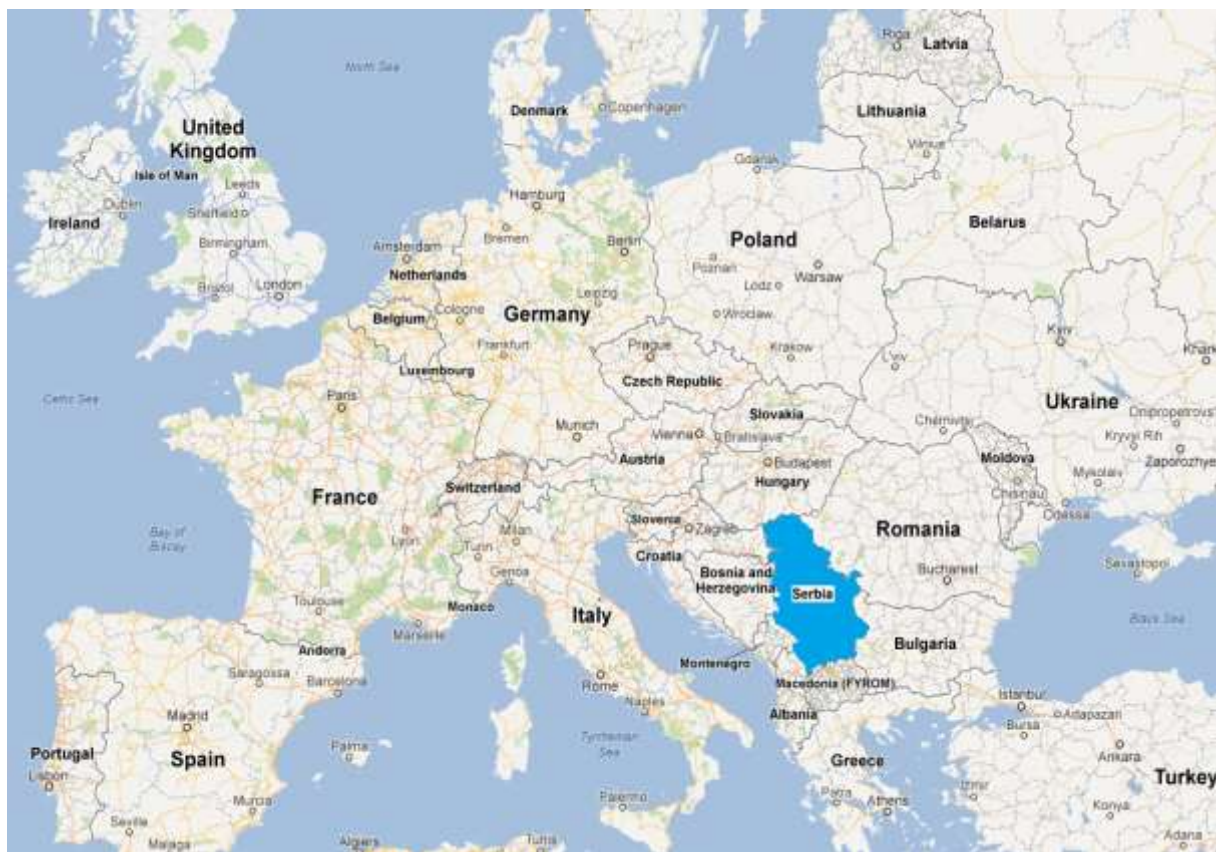 Riga
Latvia
North Sea
Denmark
Copenhagen
Lithuania
Vilnius
United
Kingdom
Isle of Man
Leeds
Dublin
Sheffield
Ireland
Birmingham
Bristol
London
Gdansk
Hamburg
Bremen
Amsterdam
Netherlands
Berlin
Poland
Poznan
Warsaw
Lodz
Belarus
Leipzig
Belgium
Cologne
Germany
Wroclaw
Frankfurt
Prague
Krakow
L'viv
Kyiv
Khark
Luxembourg
Czech Republic
Celtic Sea
Paris
Slovakia
Ukraine
Dnipropetrovs'
Munich
Vienna
Bratislava
Chernivtsi
Kryvyi Rih
Austria
Budapest
Moldova
Zaporozhye
Mykolaiv
Chisinau
Hungary
France
Switzerland
Odessa
Bay of
Biscay
Lyon
Milan
Turin
Slovenia
Zagreb
Romania
Croatia
Genoa
Bosnia and
Herzegovina
Serbia
Bucharest
Sevastopol
Toulouse
Monaco
Italy
Marseille
Black Sea
Andorra
Bulgaria
Montenegro
Saragossa
Barcelona
Rome
Macedonia (FYROM)
Istanbul
Naples
Albania
Adapazari
Bursa
Madrid
Tyrrhenian
Sea
Palma
Ankara
Portugal
Spain
Greece
Lisbon
Turkey
Izmir
Murcia
Palermo
Patra
Athens
Konya
Seville
Malaga
Algiers
Tunis
Adana